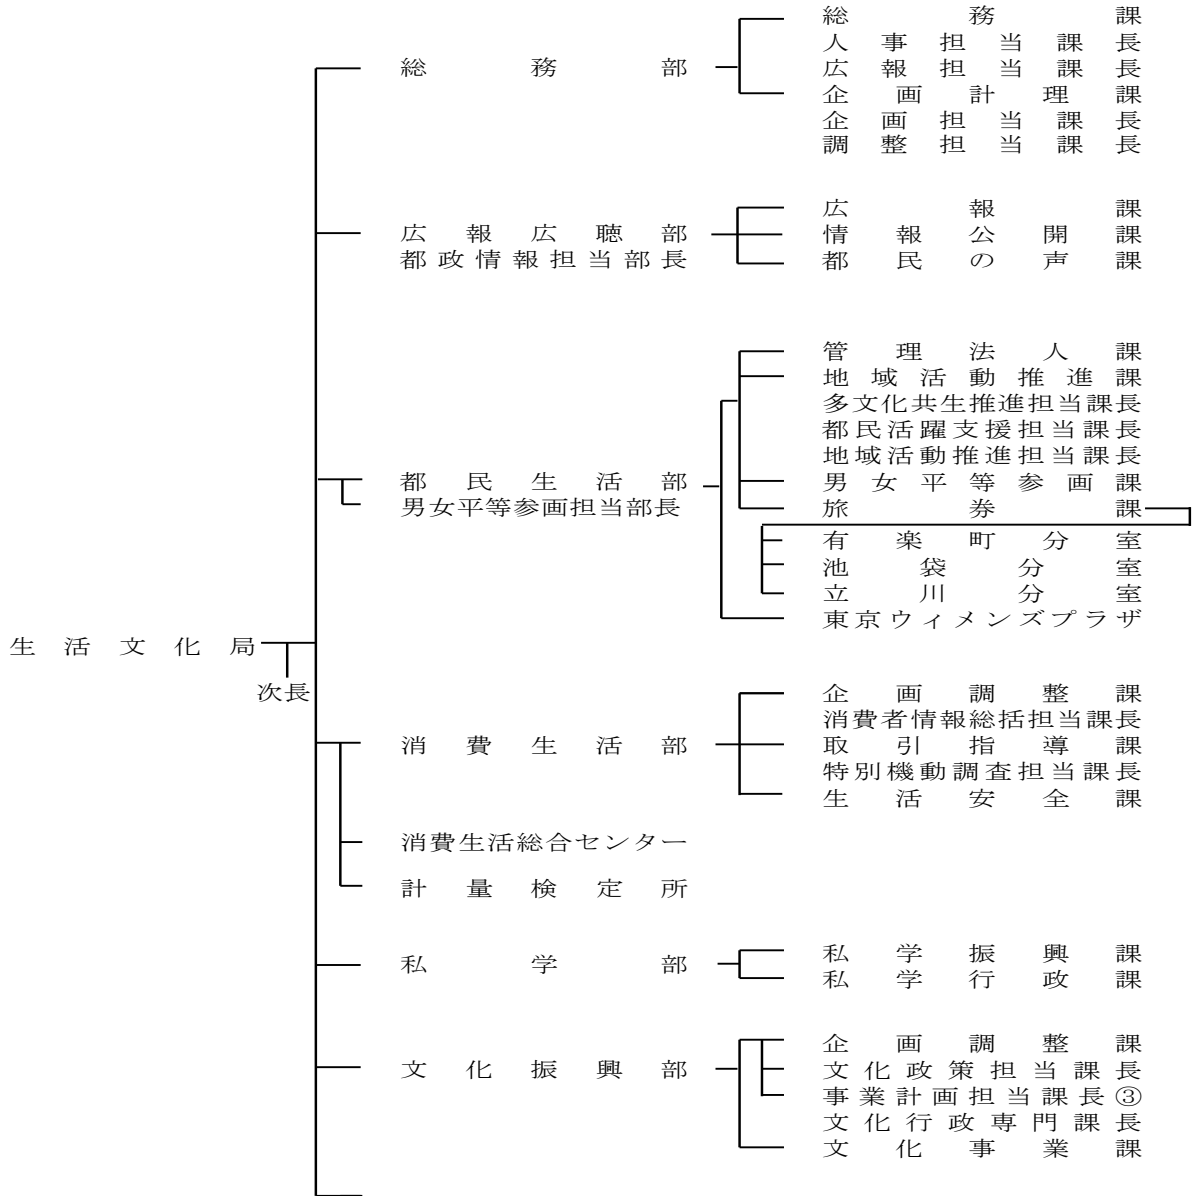 生活文化局
次長
総務部
総務課
人事担当課長
広報担当課長
企画計理課
企画担当課長
調整担当課長
広報広聴部
都政情報担当部長
広報課
情報公開課
都民の声課
都民生活部
男女平等参画担当部長
管理法人課
地域活動推進課
多文化共生推進担当課長
都民活躍支援担当課長
地域活動推進担当課長
男女平等参画課
旅券課
有楽町分室
池袋分室
立川分室
東京ウィメンズプラザ
消費生活部
企画調整課
消費者情報総括担当課長
取引指導課
特別機動調査担当課長
生活安全課
消費生活総合センター
計量検定所
私学部
私学振興課
私学行政課
文化振興部
企画調整課
文化政策担当課長
事業計画担当課長③
文化行政専門課長
文化事業課